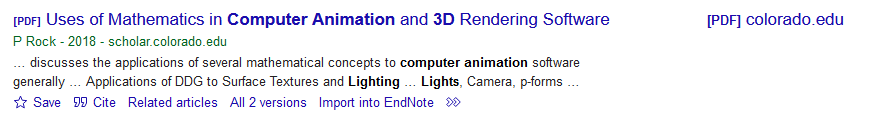 [PDF] Uses of Mathematics in Computer Animation and 3D Rendering Software [PDF] colorado.edu
P Rock - 2018 - scholar.colorado.edu
… discusses the applications of several mathematical concepts to computer animation software
generally … Applications of DDG to Surface Textures and Lighting … Lights, Camera, p-forms …
Save Cite Related articles All 2 versions Import into EndNote